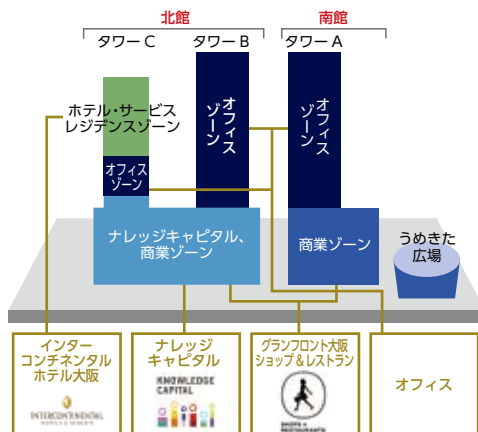 北館
南館
タワー C
タワー B
タワー A
ホテル・サービス
レジデンスゾーン
オフィス
ゾーン
オフィス
ゾーン
オフィス
ゾーン
ナレッジキャピタル、
商業ゾーン
商業ゾーン
うめきた
広場
インター
コンチネンタル
ホテル大阪
INTERCONTINENTAL
ナレッジ
キャピタル
KNOWLEDGE
CAPITAL
グランフロント大阪
ショップ&レストラン
SHOPS &
RESTAURANTS
オフィス